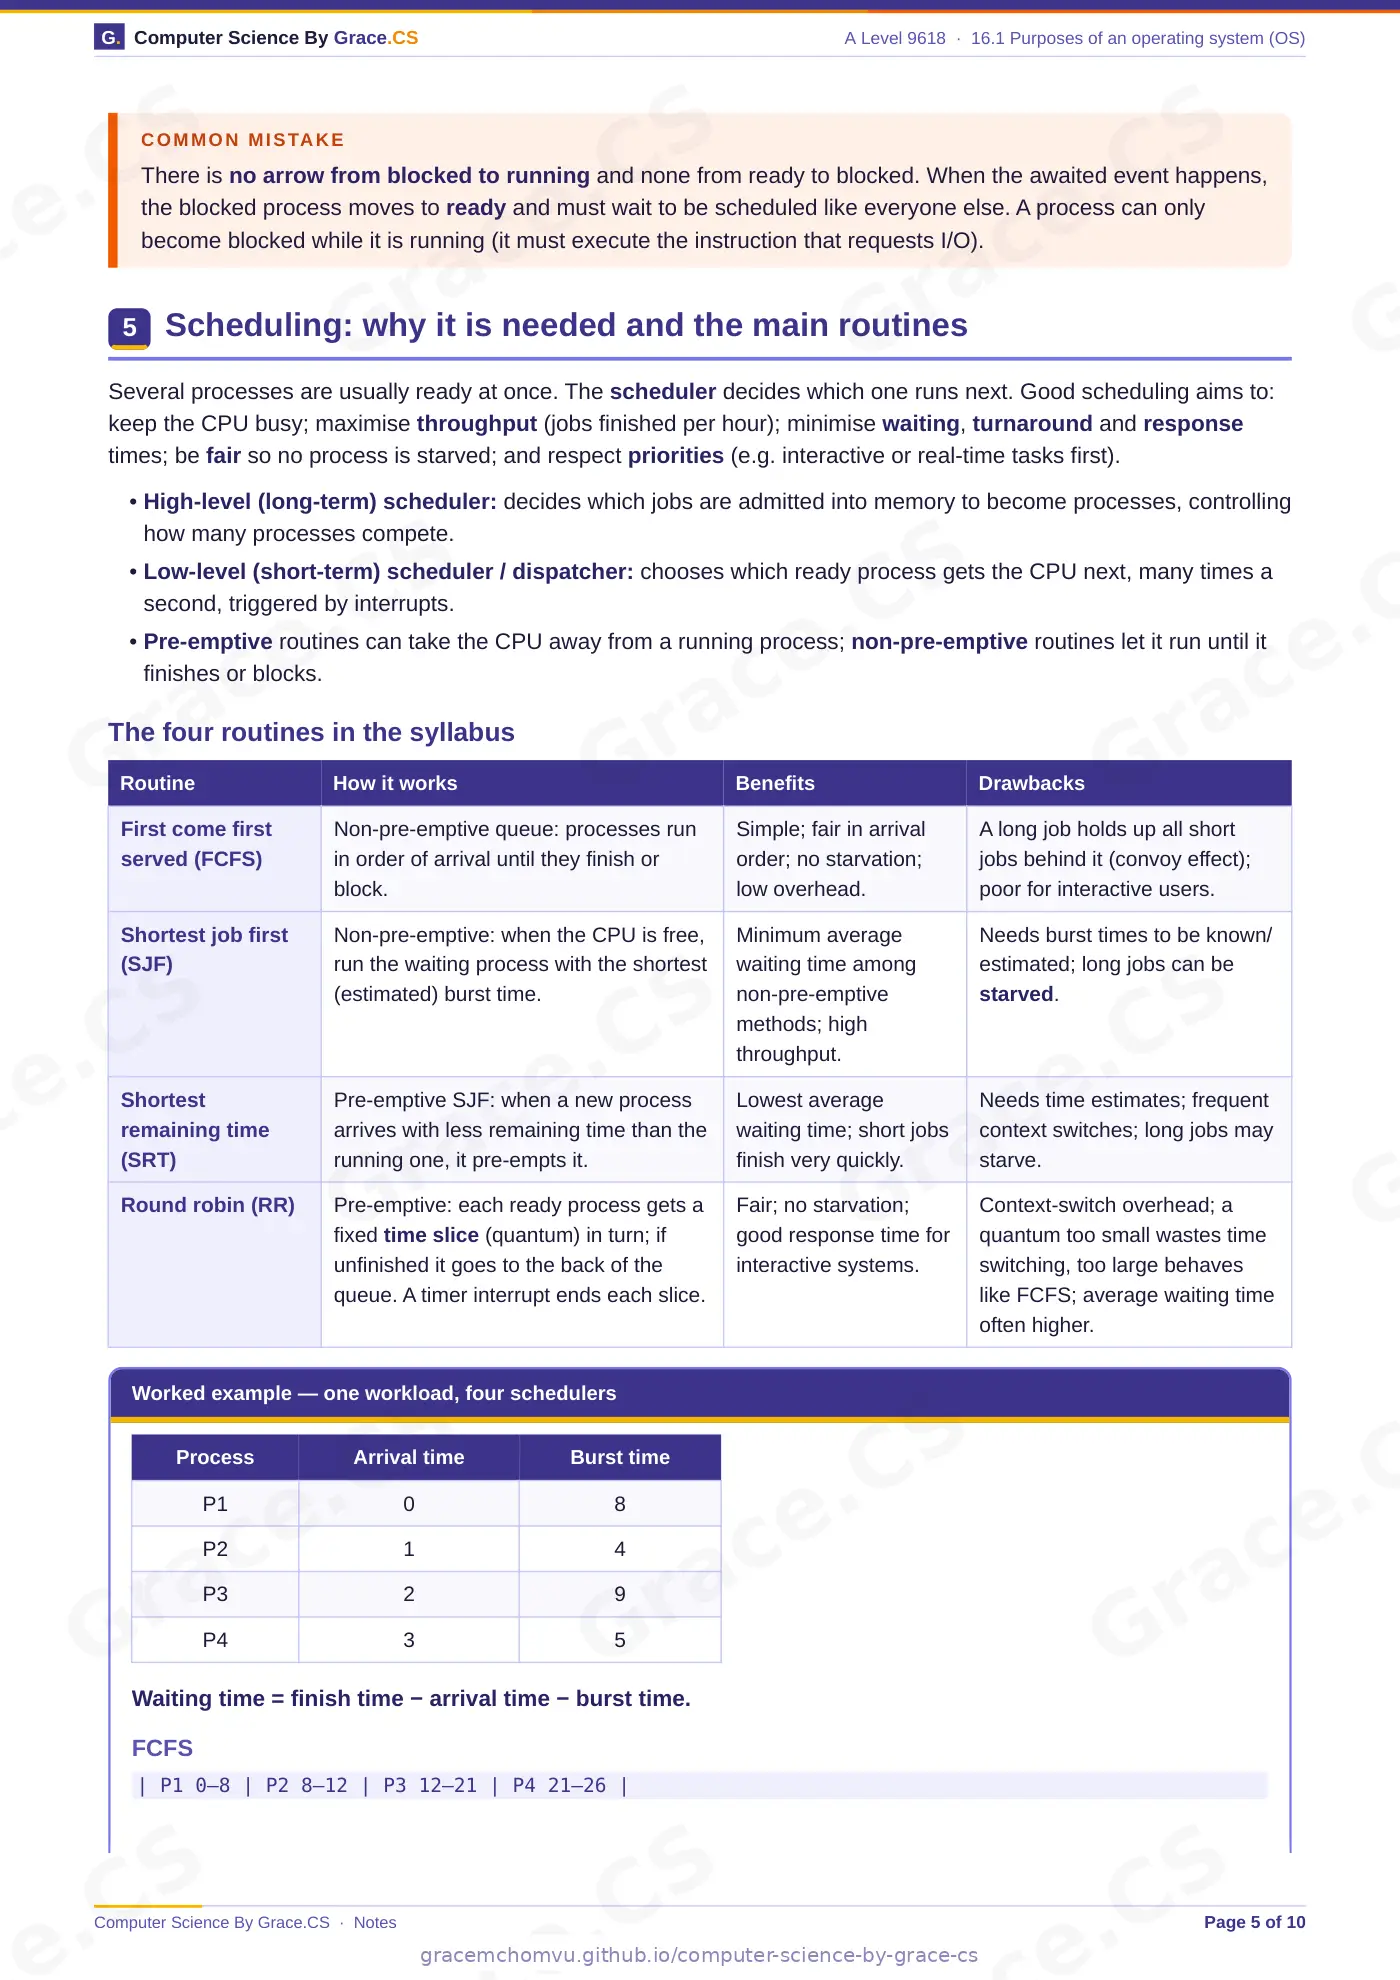 G. Computer Science By Grace.CS
A Level 9618 · 16.1 Purposes of an operating system (OS)
COMMON MISTAKE
There is no arrow from blocked to running and none from ready to blocked. When the awaited event happens,
the blocked process moves to ready and must wait to be scheduled like everyone else. A process can only
become blocked while it is running (it must execute the instruction that requests I/O).
5 Scheduling: why it is needed and the main routines
Several processes are usually ready at once. The scheduler decides which one runs next. Good scheduling aims to:
keep the CPU busy; maximise throughput (jobs finished per hour); minimise waiting, turnaround and response
times; be fair so no process is starved; and respect priorities (e.g. interactive or real-time tasks first).
• High-level (long-term) scheduler: decides which jobs are admitted into memory to become processes, controlling
how many processes compete.
• Low-level (short-term) scheduler / dispatcher: chooses which ready process gets the CPU next, many times a
second, triggered by interrupts.
• Pre-emptive routines can take the CPU away from a running process; non-pre-emptive routines let it run until it
finishes or blocks.
The four routines in the syllabus
Routine How it works Benefits Drawbacks
First come first
served (FCFS)
Non-pre-emptive queue: processes run
in order of arrival until they finish or
block.
Simple; fair in arrival
order; no starvation;
low overhead.
A long job holds up all short
jobs behind it (convoy effect);
poor for interactive users.
Shortest job first
(SJF)
Non-pre-emptive: when the CPU is free,
run the waiting process with the shortest
(estimated) burst time.
Minimum average
waiting time among
non-pre-emptive
methods; high
throughput.
Needs burst times to be known/
estimated; long jobs can be
starved.
Shortest
remaining time
(SRT)
Pre-emptive SJF: when a new process
arrives with less remaining time than the
running one, it pre-empts it.
Lowest average
waiting time; short jobs
finish very quickly.
Needs time estimates; frequent
context switches; long jobs may
starve.
Round robin (RR)
Pre-emptive: each ready process gets a
fixed time slice (quantum) in turn; if
unfinished it goes to the back of the
queue. A timer interrupt ends each slice.
Fair; no starvation;
good response time for
interactive systems.
Context-switch overhead; a
quantum too small wastes time
switching, too large behaves
like FCFS; average waiting time
often higher.
Worked example — one workload, four schedulers
Process Arrival time Burst time
P1 0 8
P2 1 4
P3 2 9
P4 3 5
Waiting time = finish time − arrival time − burst time.
FCFS
| P1 0–8 | P2 8–12 | P3 12–21 | P4 21–26 |
Computer Science By Grace.CS · Notes
Page 5 of 10
gracemchomvu.github.io/computer-science-by-grace-cs